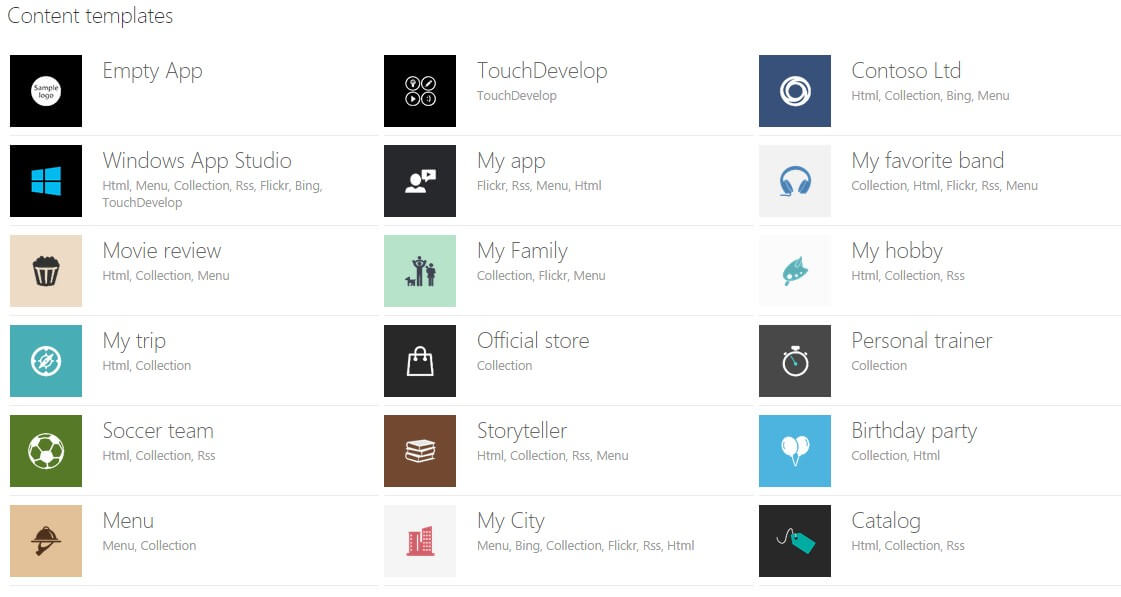 Content templates
Sample
logo
Empty App
TouchDevelop
TouchDevelop
Contoso Ltd
Html, Collection, Bing, Menu
Windows App Studio
Html, Menu, Collection, Rss, Flickr, Bing,
TouchDevelop
My app
Flickr, Rss, Menu, Html
My favorite band
Collection, Html, Flickr, Rss, Menu
Movie review
Html, Collection, Menu
My Family
Collection, Flickr, Menu
My hobby
Html, Collection, Rss
My trip
Html, Collection
Official store
Collection
Personal trainer
Collection
Soccer team
Html, Collection, Rss
Storyteller
Html, Collection, Rss, Menu
Birthday party
Collection, Html
Menu
Menu, Collection
My City
Menu, Bing, Collection, Flickr, Rss, Html
Catalog
Html, Collection, Rss